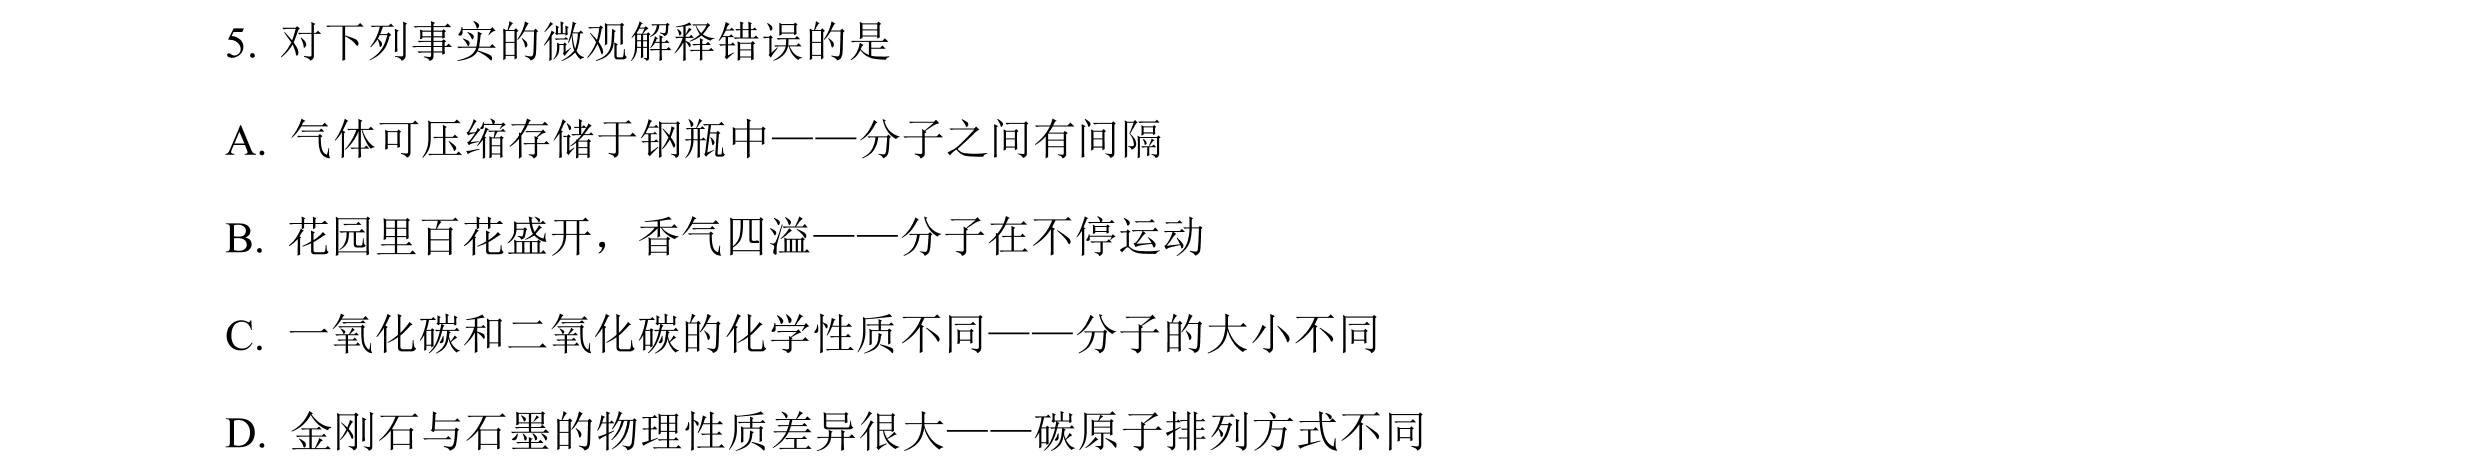 5. 对下列事实的微观解释错误的是
A. 气体可压缩存储于钢瓶中——分子之间有间隔
B. 花园里百花盛开，香气四溢——分子在不停运动
C. 一氧化碳和二氧化碳的化学性质不同——分子的大小不同
D. 金刚石与石墨的物理性质差异很大——碳原子排列方式不同